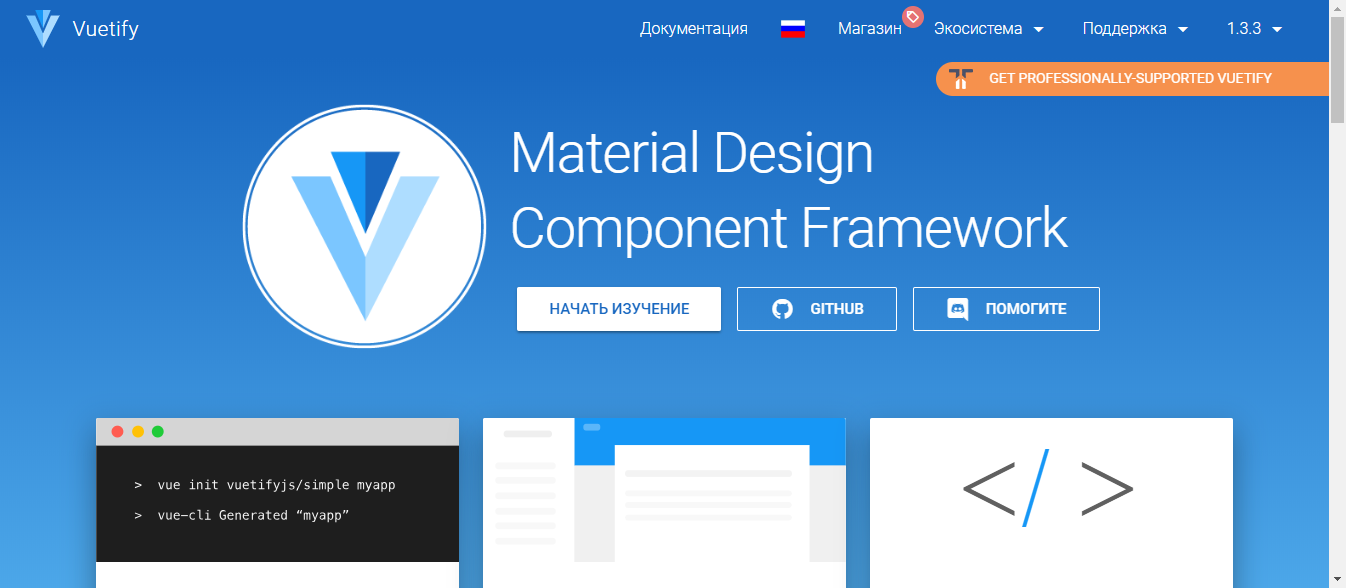 Vuetify
Документация
Магазин
Экосистема
Поддержка
1.3.3
GET PROFESSIONALLY-SUPPORTED VUETIFY
Material Design
Component Framework
НАЧАТЬ ИЗУЧЕНИЕ
GITHUB
ПОМОГИТЕ
> vue init vuetifyjs/simple myapp
> vue-cli Generated “myapp”
</ >